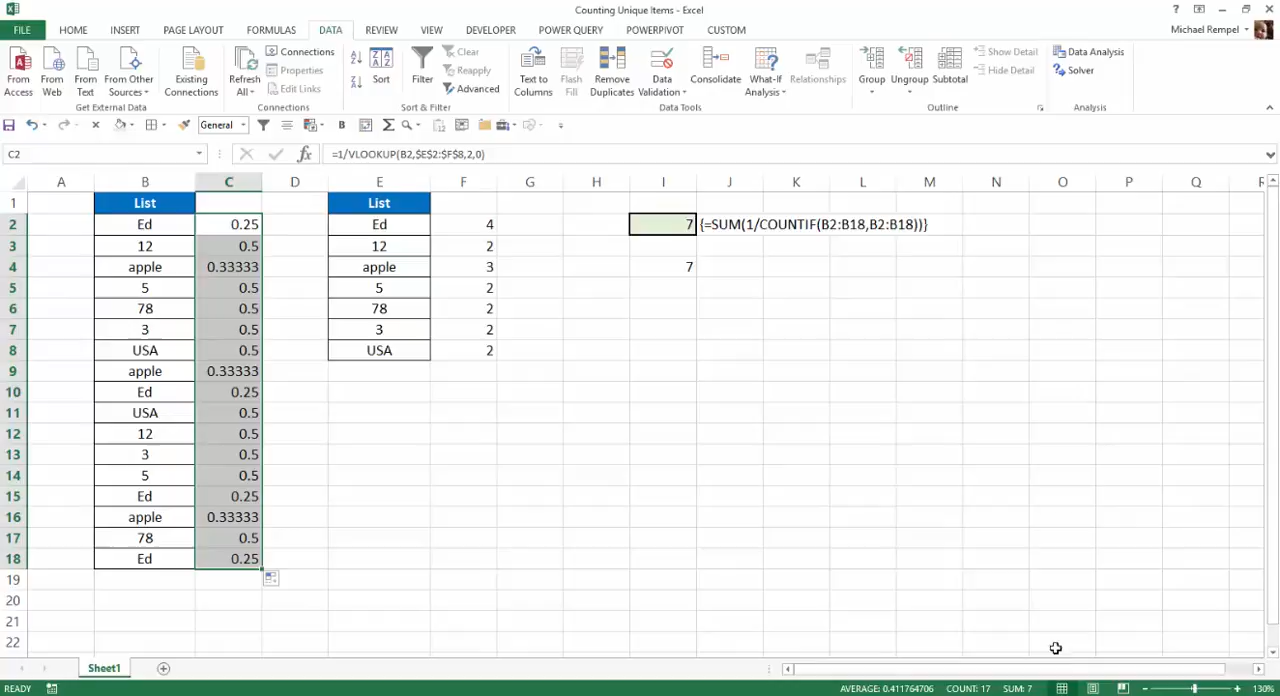 Counting Unique Items - Excel
?
FILE HOME INSERT PAGE LAYOUT FORMULAS DATA REVIEW VIEW DEVELOPER POWER QUERY POWERPIVOT CUSTOM Michael Rempel
From Access
From Web
From Text
From Other Sources
Existing Connections
Get External Data
Refresh All
Connections
Properties
Edit Links
Connections
Sort
Filter
Clear
Reapply
Advanced
Sort & Filter
Text to Columns
Flash Fill
Remove Duplicates
Data Validation
Consolidate
What-If Analysis
Relationships
Data Tools
Group
Ungroup
Subtotal
Show Detail
Hide Detail
Outline
Data Analysis
Solver
Analysis
General B
C2 fx =1/VLOOKUP(B2,$E$2:$F$8,2,0)
A B C D E F G H I J K L M N O P Q R
1 List List
2 Ed 0.25 Ed 4 7 {=SUM(1/COUNTIF(B2:B18,B2:B18))}
3 12 0.5 12 2
4 apple 0.33333 apple 3 7
5 5 0.5 5 2
6 78 0.5 78 2
7 3 0.5 3 2
8 USA 0.5 USA 2
9 apple 0.33333
10 Ed 0.25
11 USA 0.5
12 12 0.5
13 3 0.5
14 5 0.5
15 Ed 0.25
16 apple 0.33333
17 78 0.5
18 Ed 0.25
19
20
21
22
Sheet1
READY AVERAGE: 0.411764706 COUNT: 17 SUM: 7 130%